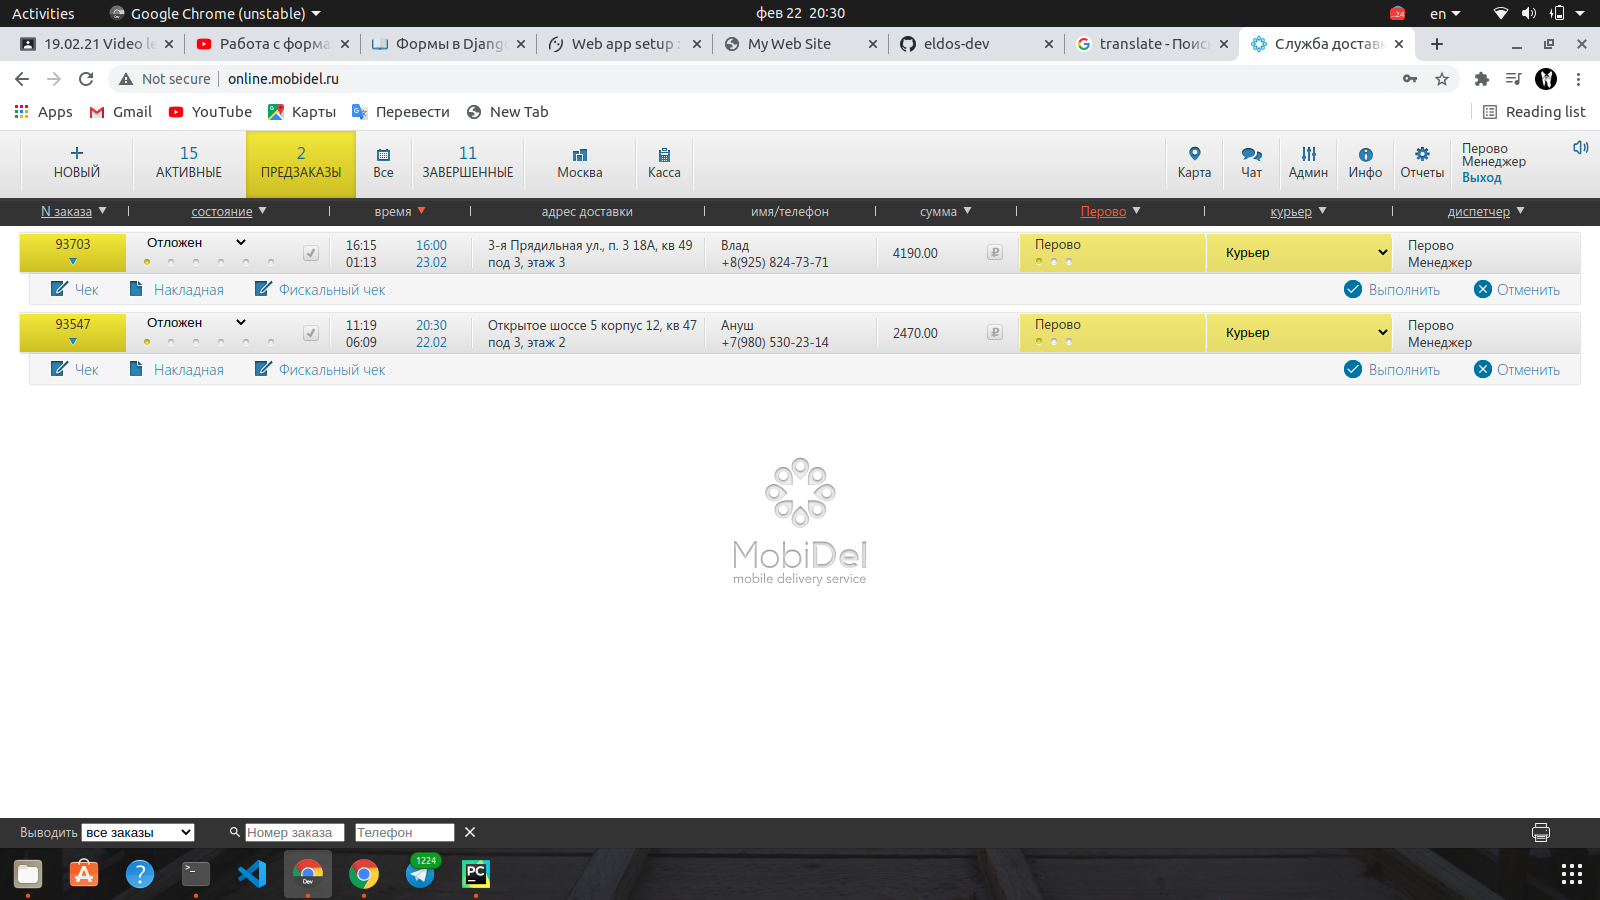 Activities Google Chrome (unstable) фев 22 20:30 24 en
19.02.21 Video le Работа с форма Формы в Django Web app setup : My Web Site eldos-dev translate - Поис Служба достав
Not secure online.mobidel.ru
Apps Gmail YouTube Карты Перевести New Tab Reading list
НОВЫЙ
15 АКТИВНЫЕ
2 ПРЕДЗАКАЗЫ
Все
11 ЗАВЕРШЕННЫЕ
Москва
Касса
Карта
Чат
Админ
Инфо
Отчеты
Перово
Менеджер
Выход
N заказа состояние время адрес доставки имя/телефон сумма Перово курьер диспетчер
93703 Отложен 16:15 16:00 3-я Прядильная ул., п. 3 18А, кв 49 Влад 4190.00 Перово Курьер Перово
01:13 23.02 под 3, этаж 3 +8(925) 824-73-71 Менеджер
Чек Накладная Фискальный чек Выполнить Отменить
93547 Отложен 11:19 20:30 Открытое шоссе 5 корпус 12, кв 47 Ануш 2470.00 Перово Курьер Перово
06:09 22.02 под 3, этаж 2 +7(980) 530-23-14 Менеджер
Чек Накладная Фискальный чек Выполнить Отменить
MobiDel
mobile delivery service
Выводить все заказы Номер заказа Телефон
Dev 1224 PC